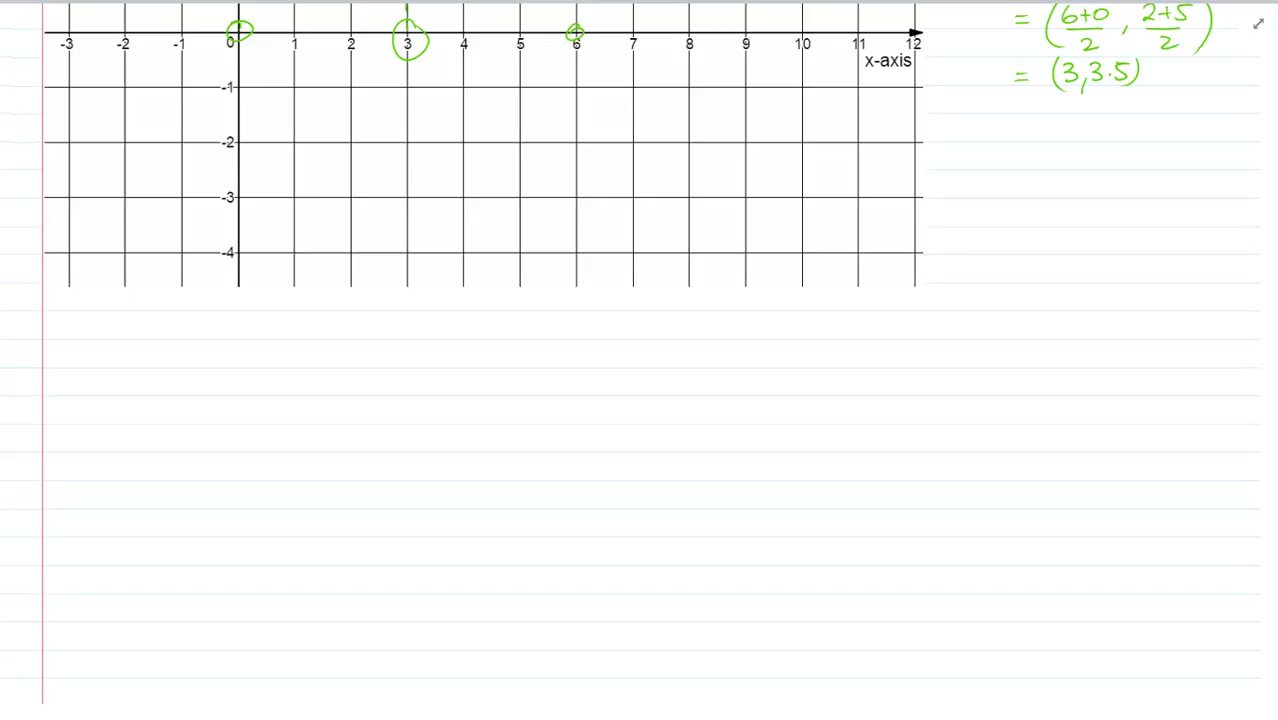 = (6+0/2, 2+5/2)
= (3,3.5)
-3 -2 -1 0 1 2 3 4 5 6 7 8 9 10 11 12
x-axis
-1
-2
-3
-4